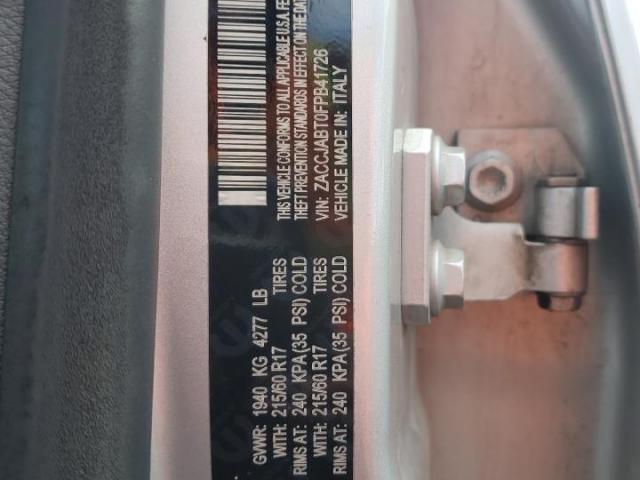 THIS VEHICLE CONFORMS TO ALL APPLICABLE U.S.A. FE
THEFT PREVENTION STANDARDS IN EFFECT ON THE DAT
VIN: ZACCJABT0FPB41726
VEHICLE MADE IN: ITALY
GVWR: 1940 KG 4277 LB
WITH: 215/60 R17 TIRES
RIMS AT: 240 KPA(35 PSI) COLD
WITH: 215/60 R17 TIRES
RIMS AT: 240 KPA(35 PSI) COLD